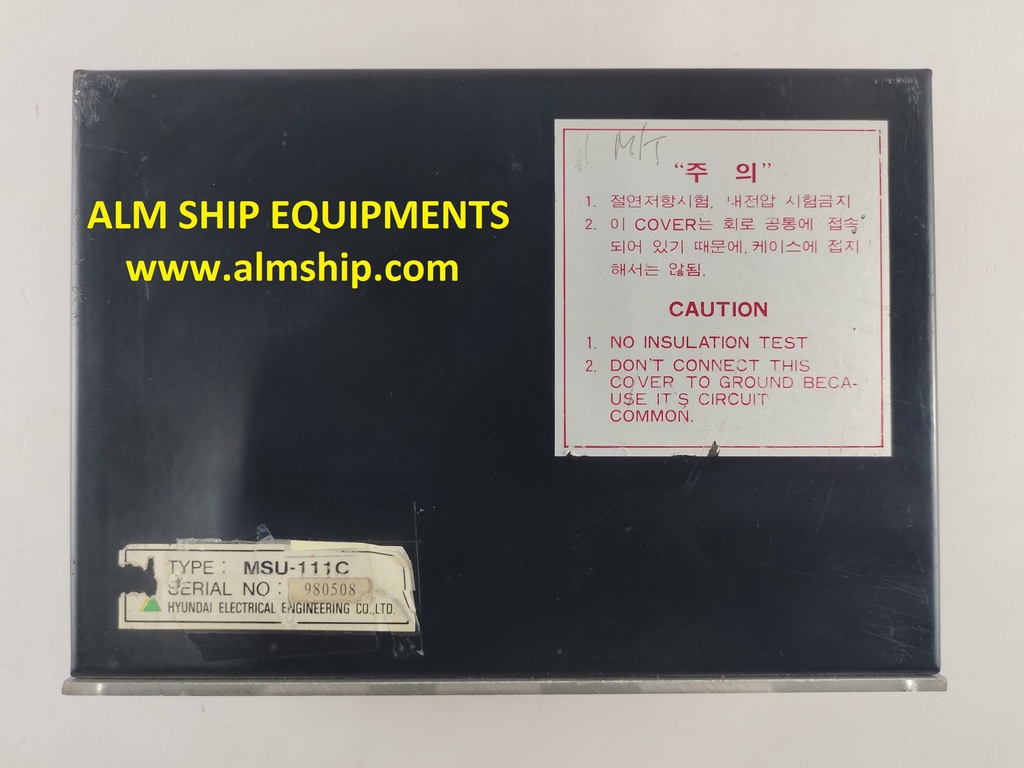 1 M/T
"주 의"
1. 절연저항시험, 내전압 시험금지
2. 이 COVER는 회로 공통에 접속
되어 있기 때문에, 케이스에 접지
해서는 않됨.
CAUTION
1. NO INSULATION TEST
2. DON'T CONNECT THIS
COVER TO GROUND BECA-
USE IT'S CIRCUIT
COMMON.
ALM SHIP EQUIPMENTS
www.almship.com
TYPE : MSU-111C
SERIAL NO : 980508
HYUNDAI ELECTRICAL ENGINEERING CO.,LTD.